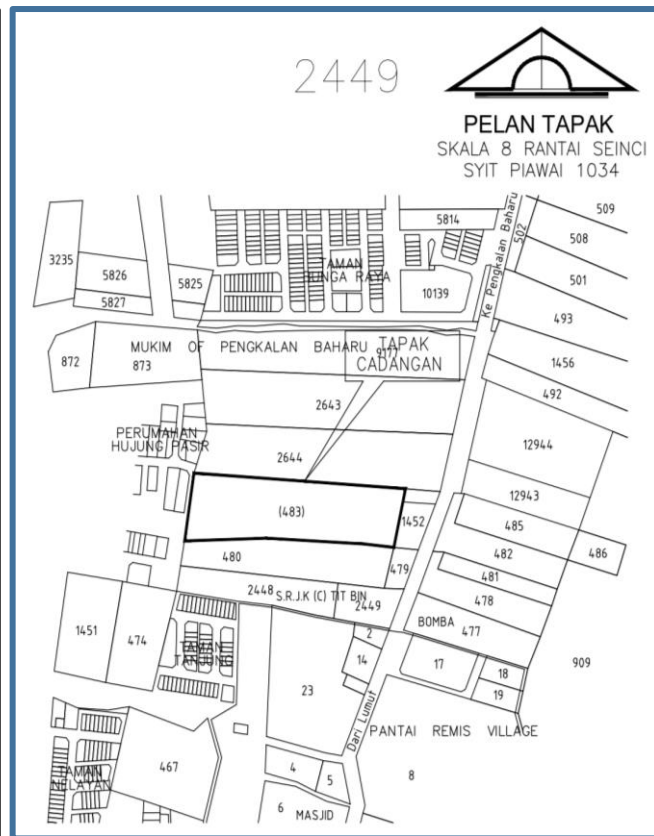 2449
PELAN TAPAK
SKALA 8 RANTAI SEINCI
SYIT PIAWAI 1034
509
5814
502
508
3235
5826
5825
TAMAN
BUNGA RAYA
Ke Pengkalan Baharu
501
5827
10139
493
MUKIM OF PENGKALAN BAHARU
9177
TAPAK
CADANGAN
872
873
1456
492
2643
PERUMAHAN
HUJUNG PASIR
12944
2644
12943
(483)
1452
485
480
479
482
486
481
2448
S.R.J.K (C) TIT BIN
2449
478
1451
474
BOMBA
477
2
TAMAN
TANJUNG
14
17
18
909
23
19
Dari Lumut
PANTAI REMIS VILLAGE
467
TAMAN
NELAYAN
4
5
8
6
MASJID